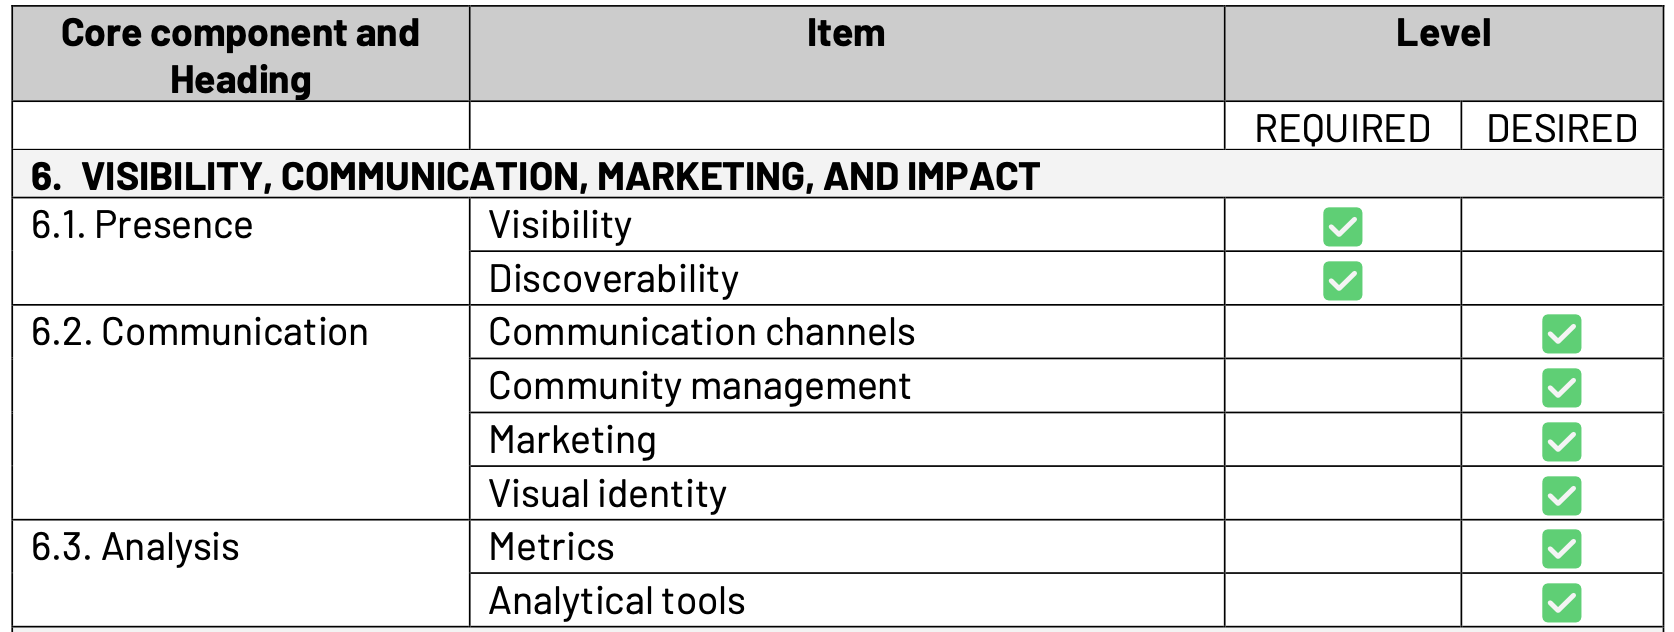 Core component and
Heading
Item
Level
REQUIRED
DESIRED
6. VISIBILITY, COMMUNICATION, MARKETING, AND IMPACT
6.1. Presence
Visibility
Discoverability
6.2. Communication
Communication channels
Community management
Marketing
Visual identity
6.3. Analysis
Metrics
Analytical tools